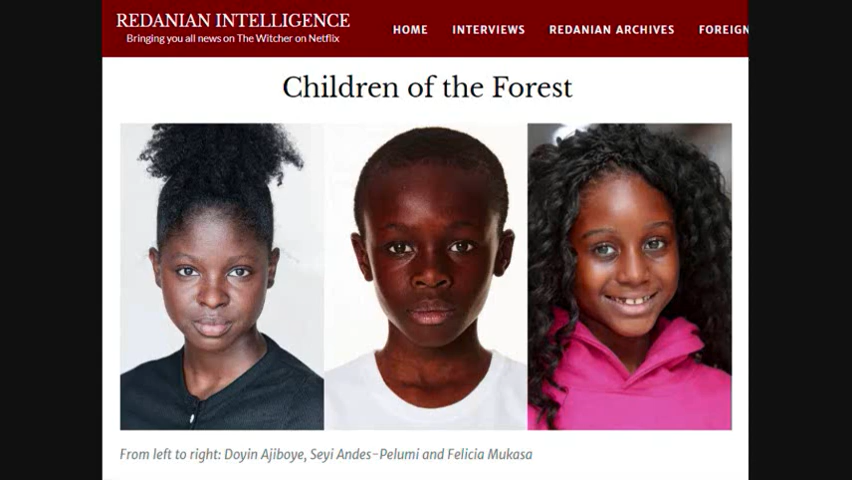 REDANIAN INTELLIGENCE
Bringing you all news on The Witcher on Netflix
HOME INTERVIEWS REDANIAN ARCHIVES FOREIGN
Children of the Forest
From left to right: Doyin Ajiboye, Seyi Andes-Pelumi and Felicia Mukasa